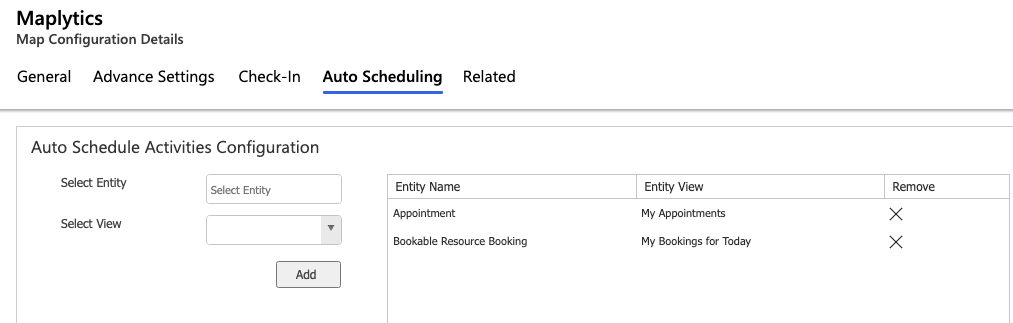 Maplytics
Map Configuration Details
General Advance Settings Check-In Auto Scheduling Related
Auto Schedule Activities Configuration
Select Entity Select Entity
Select View
Add
Entity Name Entity View Remove
Appointment My Appointments
Bookable Resource Booking My Bookings for Today